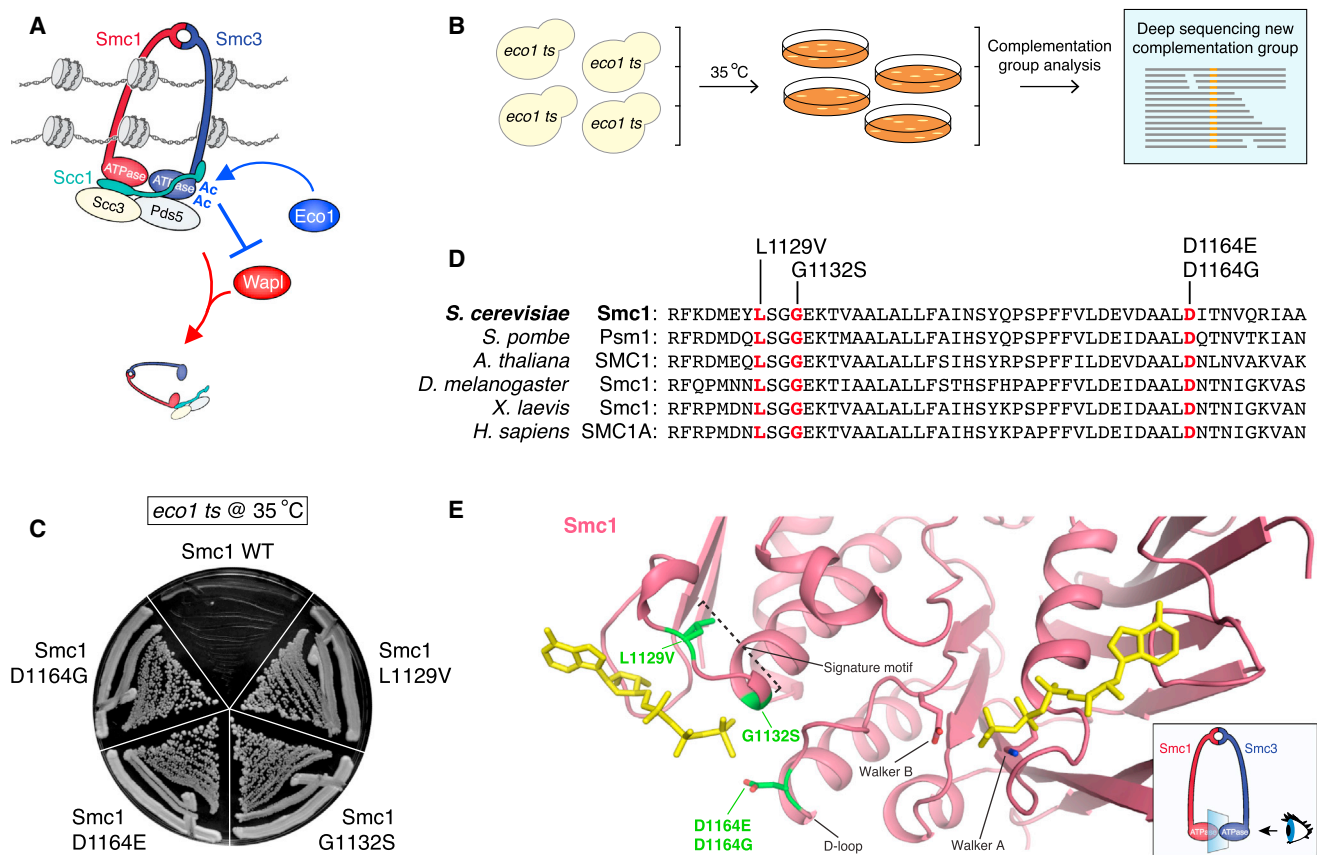 A
Smc1
Smc3
ATPase
ATPase
Scc1
Ac
Ac
Scc3
Pds5
Eco1
Wapl
B
eco1 ts
eco1 ts
eco1 ts
eco1 ts
35 °C
Complementation
group analysis
Deep sequencing new
complementation group
D
L1129V
G1132S
D1164E
D1164G
S. cerevisiae Smc1: RFKDMEYLSGGEKTVAALALLFAINSYQPSPFFVLDEVDAALDITNVQRIAA
S. pombe Psm1: RFRDMDQLSGGEKTMAALALLFAIHSYQPSPFFVLDEVDAALDQTNVTKIAN
A. thaliana SMC1: RFRDMEQLSGGEKTVAALALLFSIHSYRPSPFFILDEVDAALDNLNVAKVAK
D. melanogaster Smc1: RFQPMNNLSGGEKTIAALALLFSTHSFHPAPFFVLDEIDAALDNTNIGKVAS
X. laevis Smc1: RFRPMDNLSGGEKTVAALALLFAIHSYKPSPFFVLDEIDAALDNTNIGKVAN
H. sapiens SMC1A: RFRPMDNLSGGEKTVAALALLFAIHSYKPAPFFVLDEIDAALDNTNIGKVAN
C
eco1 ts @ 35 °C
Smc1 WT
Smc1
D1164G
Smc1
L1129V
Smc1
D1164E
Smc1
G1132S
E
Smc1
L1129V
Signature motif
G1132S
Walker B
D1164E
D1164G
D-loop
Walker A
Smc1
Smc3
ATPase
ATPase